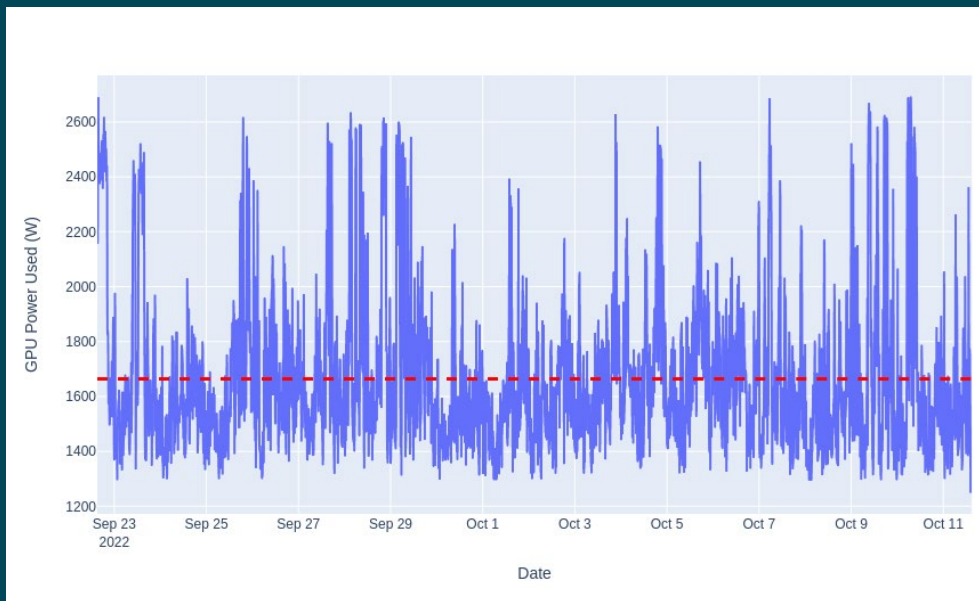 GPU Power Used (W)
2600
2400
2200
2000
1800
1600
1400
1200
Sep 23
2022
Sep 25
Sep 27
Sep 29
Oct 1
Oct 3
Oct 5
Oct 7
Oct 9
Oct 11
Date